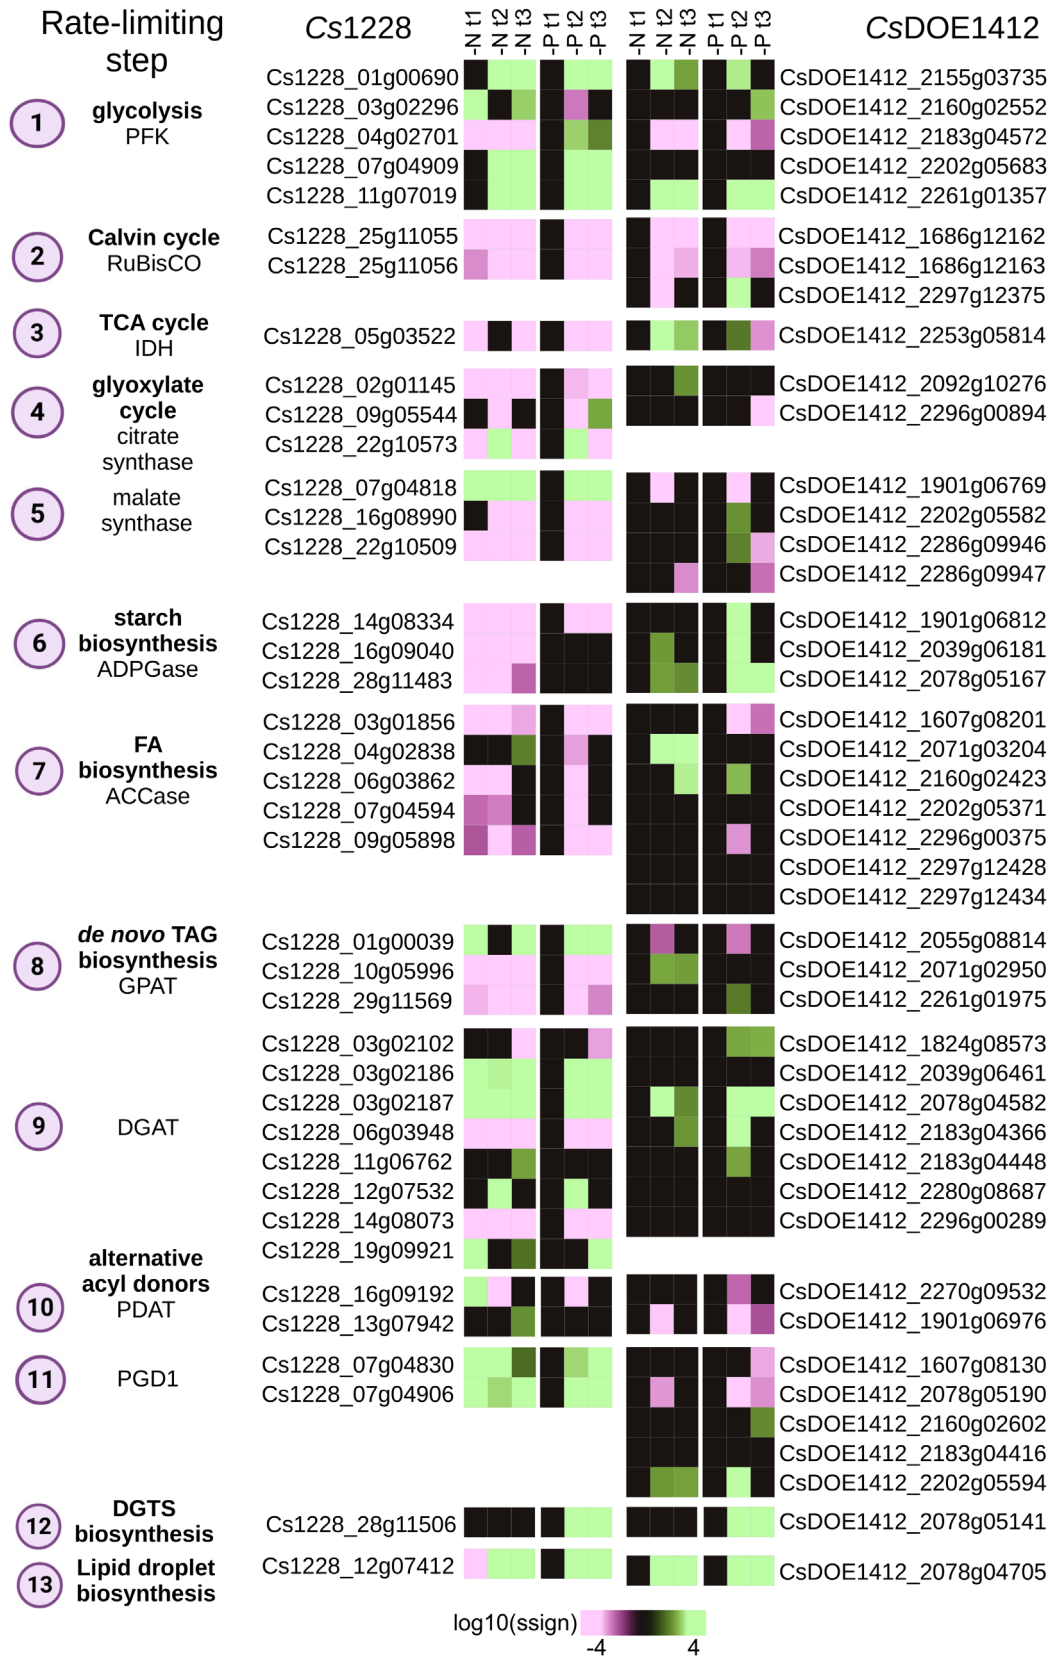 Rate-limiting
step
Cs1228
-N t1
-N t2
-N t3
-P t1
-P t2
-P t3
-N t1
-N t2
-N t3
-P t1
-P t2
-P t3
CsDOE1412
1
glycolysis
PFK
Cs1228_01g00690
Cs1228_03g02296
Cs1228_04g02701
Cs1228_07g04909
Cs1228_11g07019
CsDOE1412_2155g03735
CsDOE1412_2160g02552
CsDOE1412_2183g04572
CsDOE1412_2202g05683
CsDOE1412_2261g01357
2
Calvin cycle
RuBisCO
Cs1228_25g11055
Cs1228_25g11056
CsDOE1412_1686g12162
CsDOE1412_1686g12163
CsDOE1412_2297g12375
3
TCA cycle
IDH
Cs1228_05g03522
CsDOE1412_2253g05814
4
glyoxylate
cycle
citrate
synthase
Cs1228_02g01145
Cs1228_09g05544
Cs1228_22g10573
CsDOE1412_2092g10276
CsDOE1412_2296g00894
5
malate
synthase
Cs1228_07g04818
Cs1228_16g08990
Cs1228_22g10509
CsDOE1412_1901g06769
CsDOE1412_2202g05582
CsDOE1412_2286g09946
CsDOE1412_2286g09947
6
starch
biosynthesis
ADPGase
Cs1228_14g08334
Cs1228_16g09040
Cs1228_28g11483
CsDOE1412_1901g06812
CsDOE1412_2039g06181
CsDOE1412_2078g05167
7
FA
biosynthesis
ACCase
Cs1228_03g01856
Cs1228_04g02838
Cs1228_06g03862
Cs1228_07g04594
Cs1228_09g05898
CsDOE1412_1607g08201
CsDOE1412_2071g03204
CsDOE1412_2160g02423
CsDOE1412_2202g05371
CsDOE1412_2296g00375
CsDOE1412_2297g12428
CsDOE1412_2297g12434
8
de novo TAG
biosynthesis
GPAT
Cs1228_01g00039
Cs1228_10g05996
Cs1228_29g11569
CsDOE1412_2055g08814
CsDOE1412_2071g02950
CsDOE1412_2261g01975
9
DGAT
Cs1228_03g02102
Cs1228_03g02186
Cs1228_03g02187
Cs1228_06g03948
Cs1228_11g06762
Cs1228_12g07532
Cs1228_14g08073
Cs1228_19g09921
CsDOE1412_1824g08573
CsDOE1412_2039g06461
CsDOE1412_2078g04582
CsDOE1412_2183g04366
CsDOE1412_2183g04448
CsDOE1412_2280g08687
CsDOE1412_2296g00289
10
alternative
acyl donors
PDAT
Cs1228_16g09192
Cs1228_13g07942
CsDOE1412_2270g09532
CsDOE1412_1901g06976
11
PGD1
Cs1228_07g04830
Cs1228_07g04906
CsDOE1412_1607g08130
CsDOE1412_2078g05190
CsDOE1412_2160g02602
CsDOE1412_2183g04416
CsDOE1412_2202g05594
12
DGTS
biosynthesis
Cs1228_28g11506
CsDOE1412_2078g05141
13
Lipid droplet
biosynthesis
Cs1228_12g07412
CsDOE1412_2078g04705
log10(ssign)
-4
4